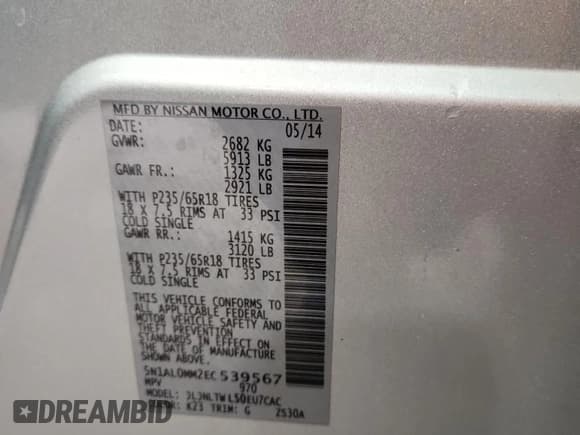 MFD BY NISSAN MOTOR CO., LTD.
DATE: 05/14
GVWR: 2682 KG
5913 LB
GAWR FR.: 1325 KG
2921 LB
WITH P235/65R18 TIRES
18 X 7.5 RIMS AT 33 PSI
COLD SINGLE
GAWR RR.: 1415 KG
3120 LB
WITH P235/65R18 TIRES
18 X 7.5 RIMS AT 33 PSI
COLD SINGLE
THIS VEHICLE CONFORMS TO
ALL APPLICABLE FEDERAL
MOTOR VEHICLE SAFETY AND
THEFT PREVENTION
STANDARDS IN EFFECT ON
THE DATE OF MANUFACTURE
SHOWN ABOVE.
5N1AL0MM2EC539567
MPV 970
MODEL: JL3NLTWL50EU7CAC
K23 TRIM: G 2S30A
DREAMBID.COM